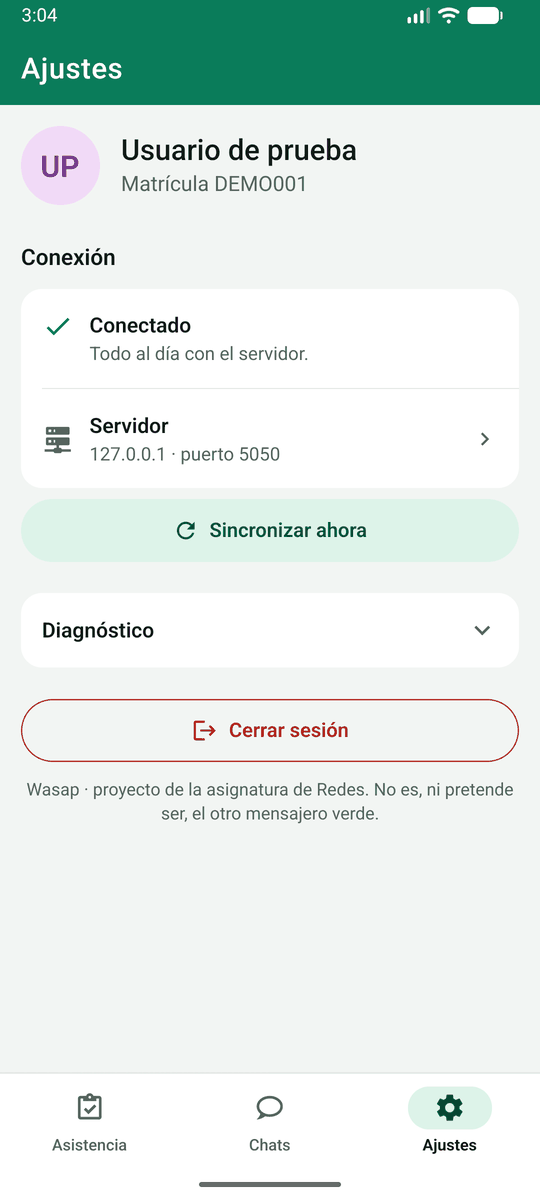 3:04
Ajustes
UP
Usuario de prueba
Matrícula DEMO001
Conexión
Conectado
Todo al día con el servidor.
Servidor
127.0.0.1 · puerto 5050
Sincronizar ahora
Diagnóstico
Cerrar sesión
Wasap · proyecto de la asignatura de Redes. No es, ni pretende
ser, el otro mensajero verde.
Asistencia
Chats
Ajustes